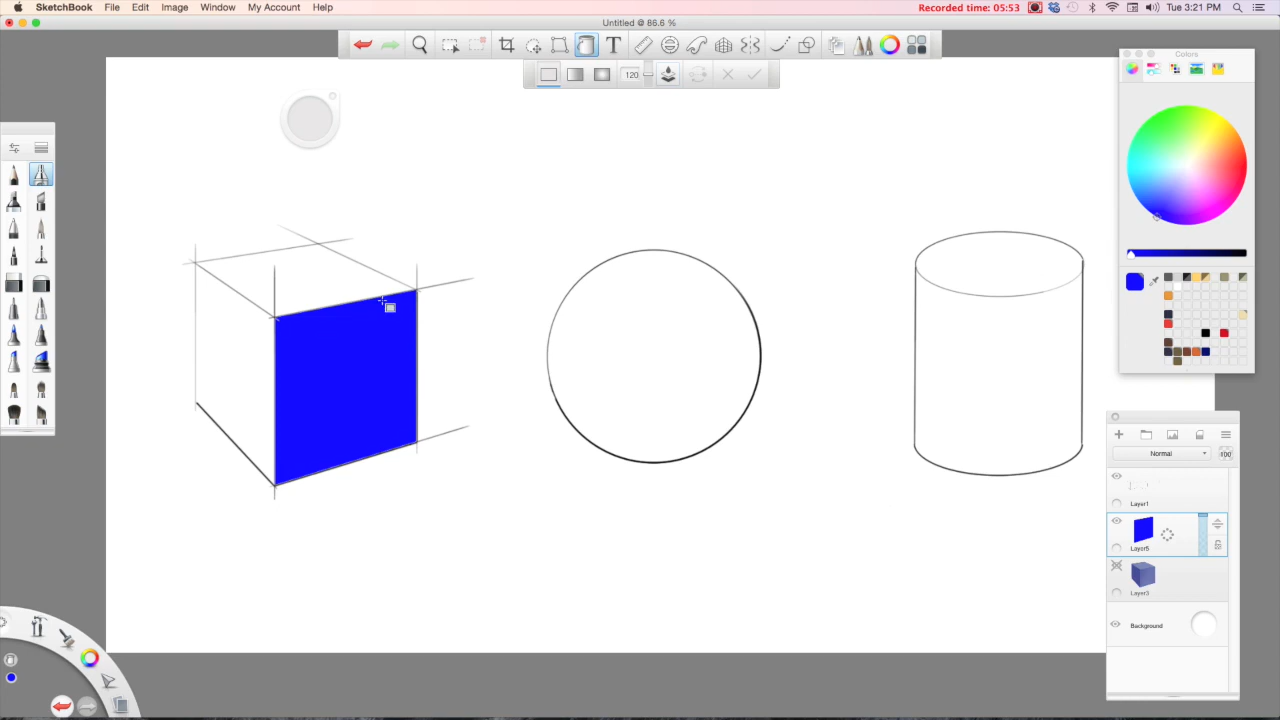 SketchBook File Edit Image Window My Account Help Recorded time: 05:53 Tue 3:21 PM
Untitled @ 86.6 %
T
120
Colors
Normal 100
Layer1
Layer5
Layer3
Background